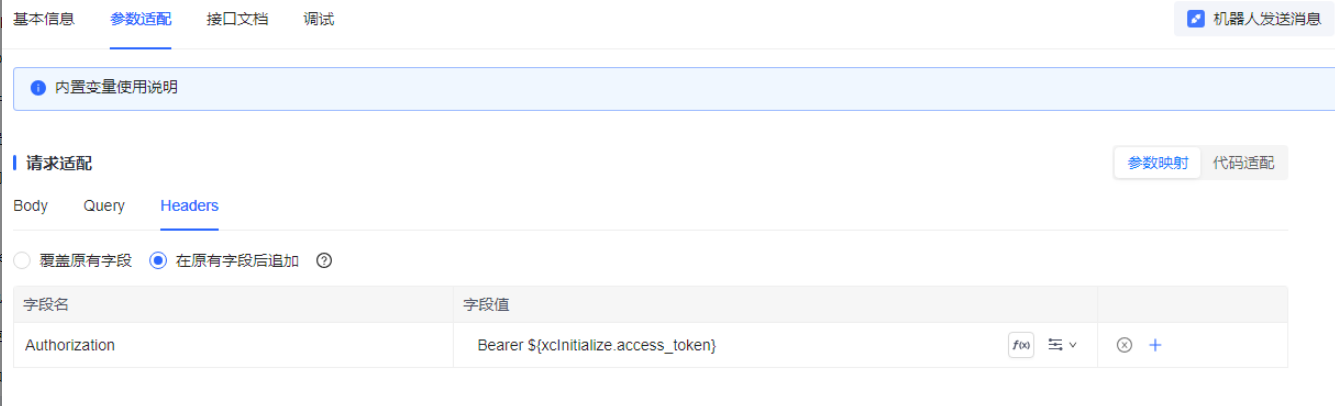 基本信息 参数适配 接口文档 调试 机器人发送消息
内置变量使用说明
请求适配 参数映射 代码适配
Body Query Headers
覆盖原有字段 在原有字段后追加
字段名 字段值
Authorization Bearer ${xcInitialize.access_token} f(x)